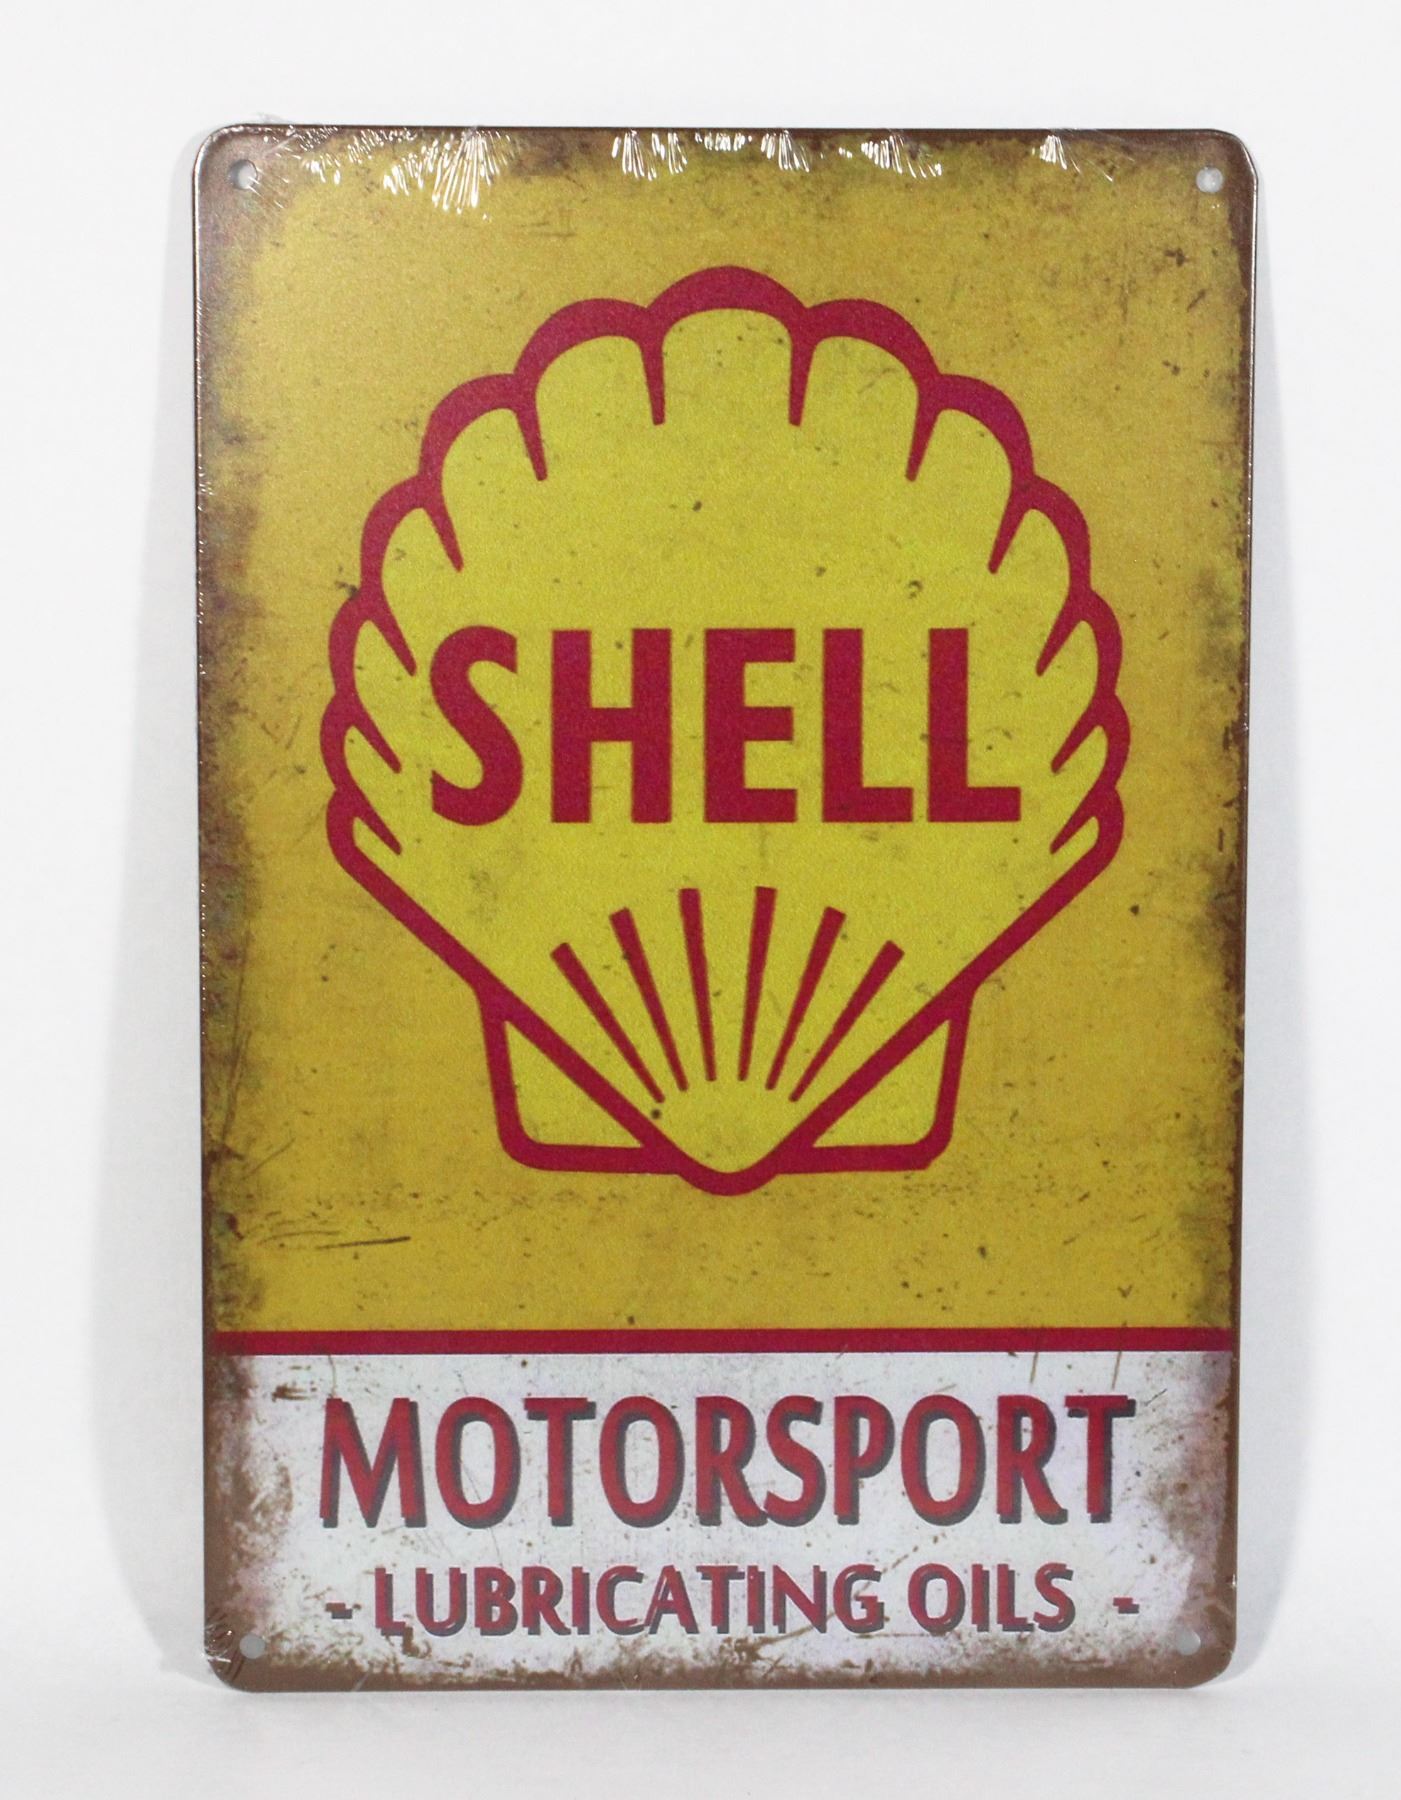 SHELL
MOTORSPORT
- LUBRICATING OILS -